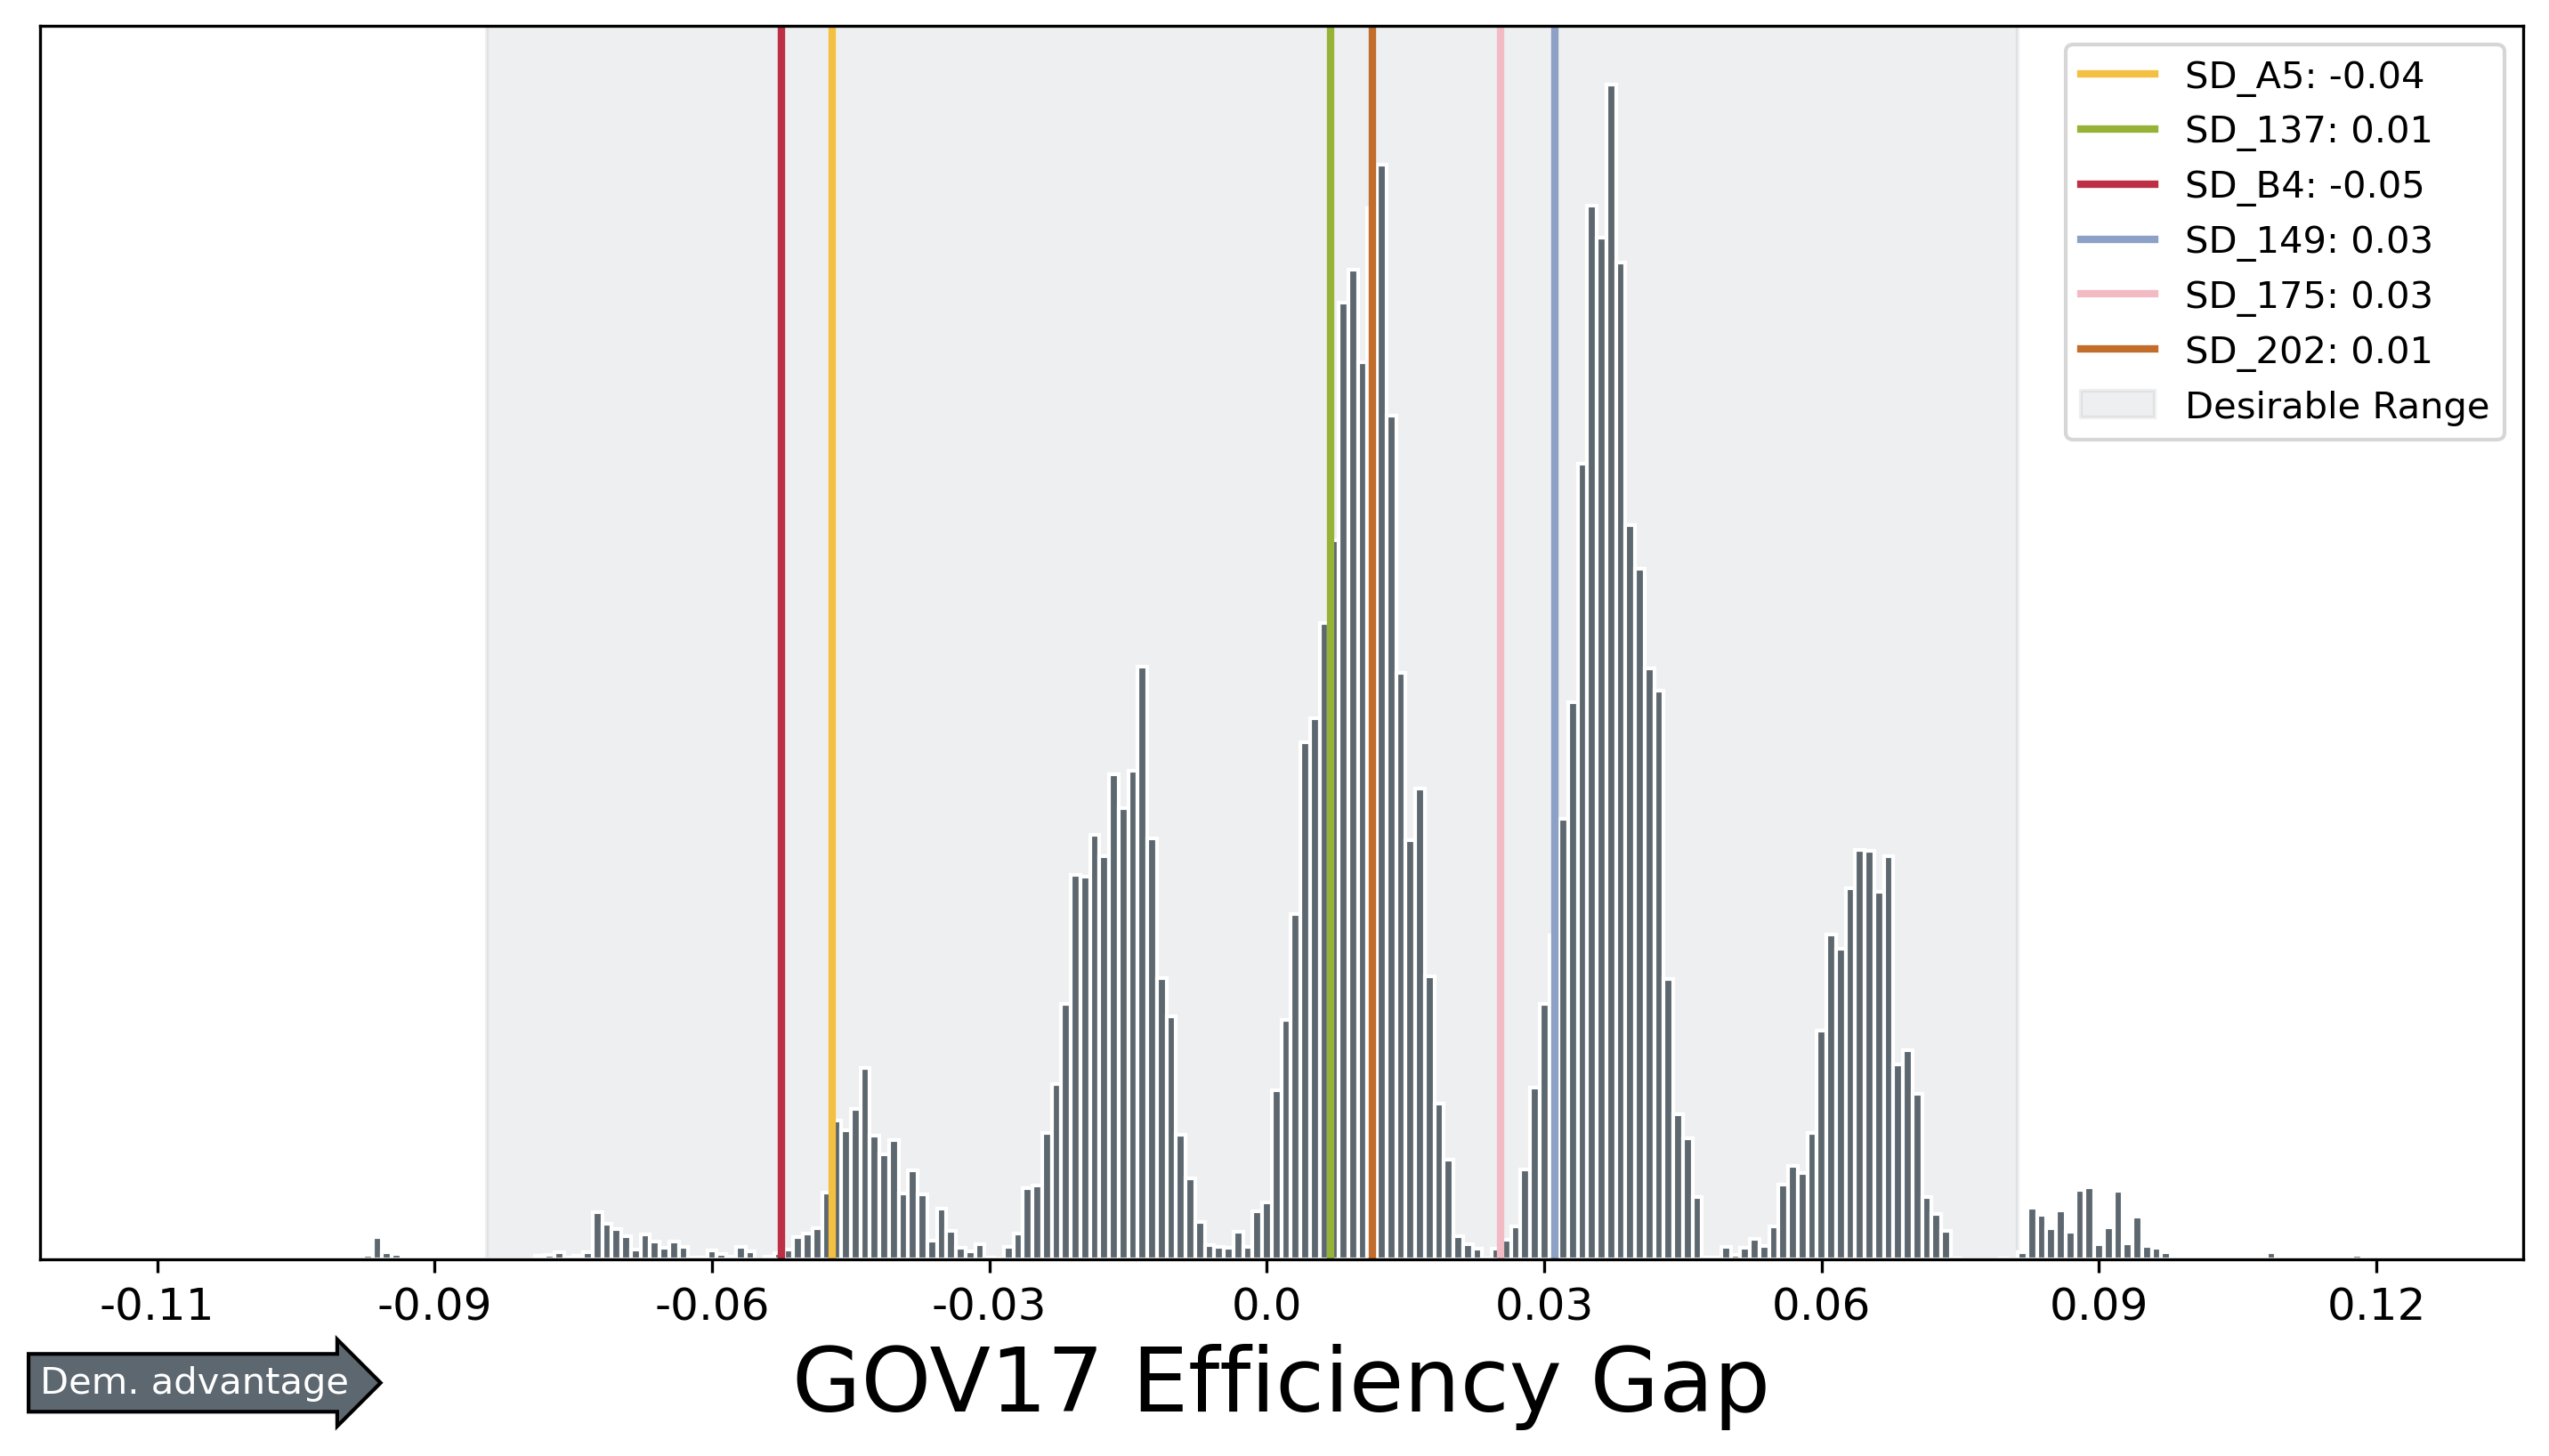 SD_A5: -0.04
SD_137: 0.01
SD_B4: -0.05
SD_149: 0.03
SD_175: 0.03
SD_202: 0.01
Desirable Range
-0.11 -0.09 -0.06 -0.03 0.0 0.03 0.06 0.09 0.12
Dem. advantage
GOV17 Efficiency Gap